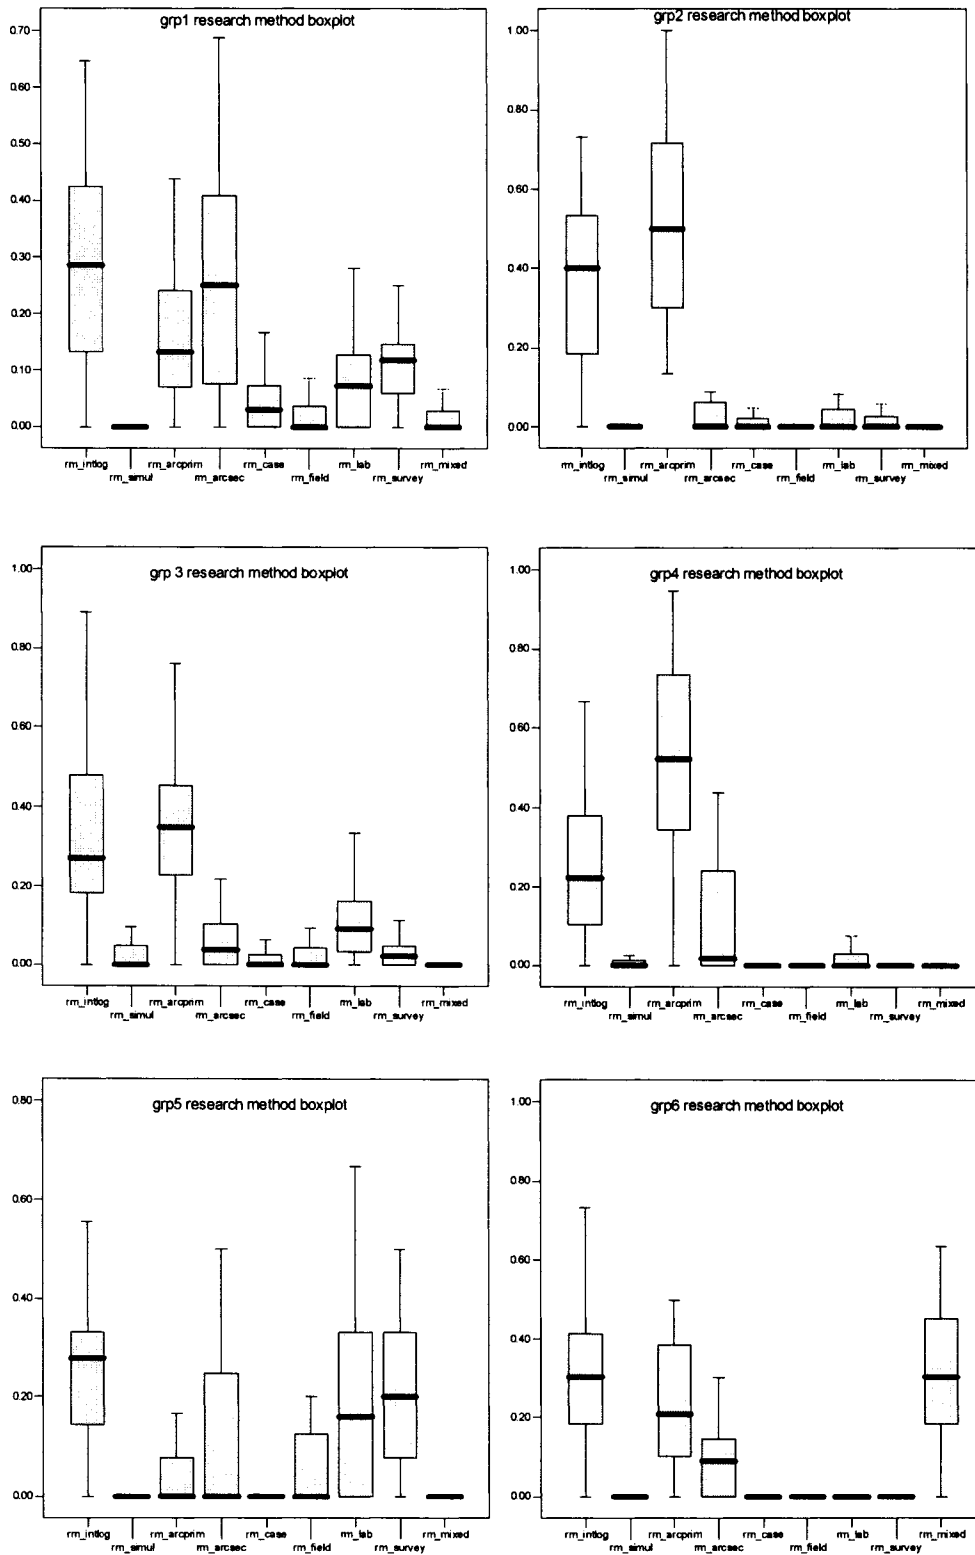 grp1 research method boxplot
0.70
0.60
0.50
0.40
0.30
0.20
0.10
0.00
rm_intlog rm_arcprim rm_case rm_lab rm_mixed
rm_simul rm_arcsec rm_field rm_survey
grp2 research method boxplot
1.00
0.80
0.60
0.40
0.20
0.00
rm_intlog rm_arcprim rm_case rm_lab rm_mixed
rm_simul rm_arcsec rm_field rm_survey
grp 3 research method boxplot
1.00
0.80
0.60
0.40
0.20
0.00
rm_intlog rm_arcprim rm_case rm_lab rm_mixed
rm_simul rm_arcsec rm_field rm_survey
grp4 research method boxplot
1.00
0.80
0.60
0.40
0.20
0.00
rm_intlog rm_arcprim rm_case rm_lab rm_mixed
rm_simul rm_arcsec rm_field rm_survey
grp5 research method boxplot
0.80
0.60
0.40
0.20
0.00
rm_intlog rm_arcprim rm_case rm_lab rm_mixed
rm_simul rm_arcsec rm_field rm_survey
grp6 research method boxplot
1.00
0.80
0.60
0.40
0.20
0.00
rm_intlog rm_arcprim rm_case rm_lab rm_mixed
rm_simul rm_arcsec rm_field rm_survey